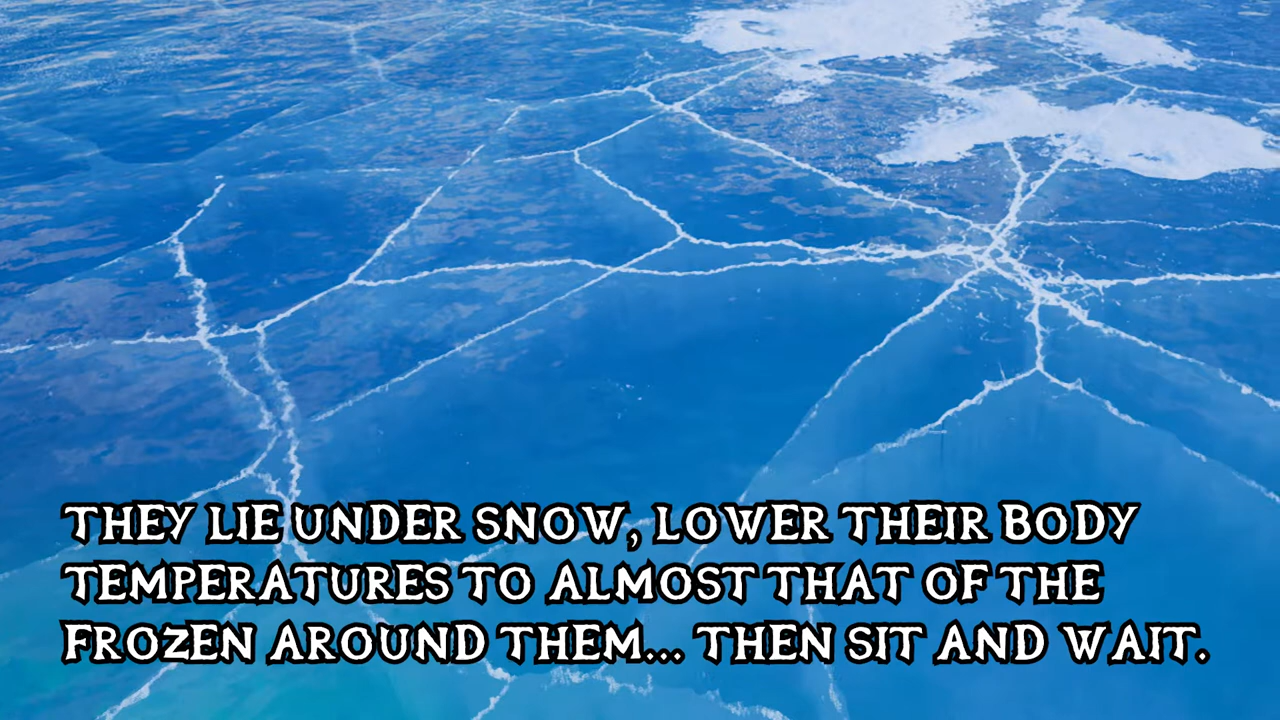 THEY LIE UNDER SNOW, LOWER THEIR BODY
TEMPERATURES TO ALMOST THAT OF THE
FROZEN AROUND THEM... THEN SIT AND WAIT.